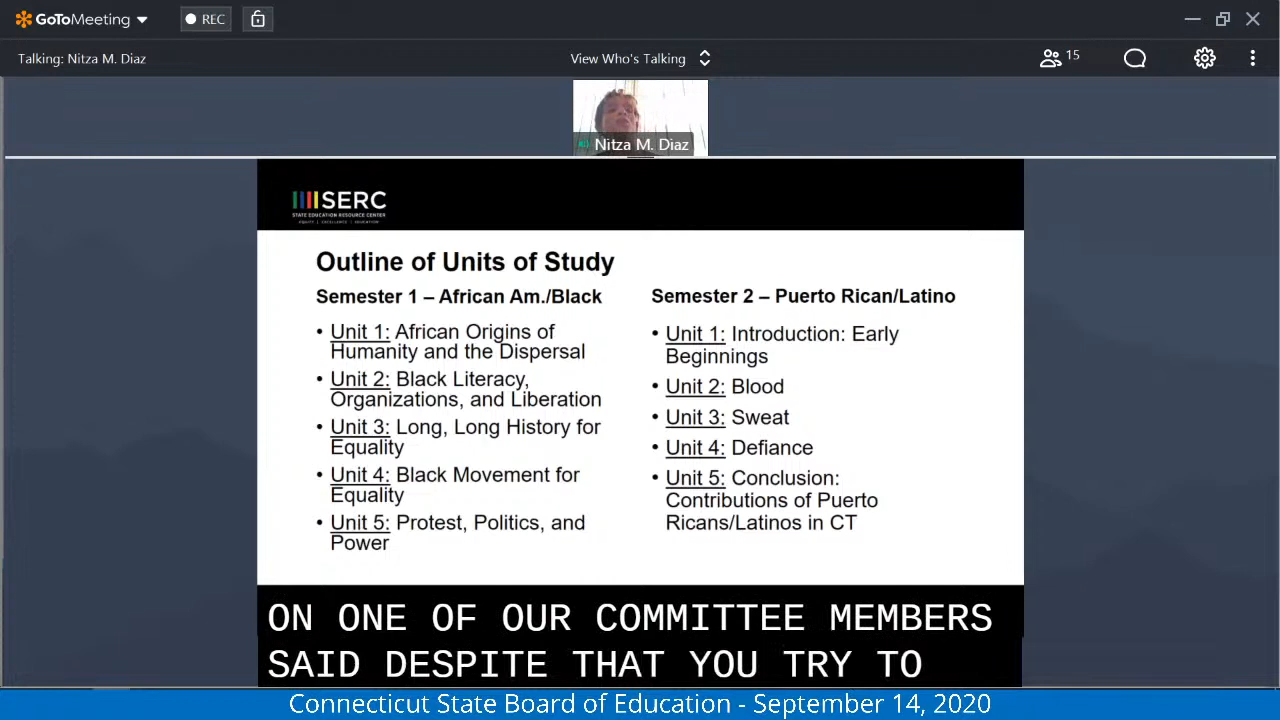 GoToMeeting
REC
Talking: Nitza M. Diaz
View Who's Talking
15
Nitza M. Diaz
SERC
STATE EDUCATION RESOURCE CENTER
EQUITY | EXCELLENCE | EDUCATION
Outline of Units of Study
Semester 1 – African Am./Black
• Unit 1: African Origins of
Humanity and the Dispersal
• Unit 2: Black Literacy,
Organizations, and Liberation
• Unit 3: Long, Long History for
Equality
• Unit 4: Black Movement for
Equality
• Unit 5: Protest, Politics, and
Power
Semester 2 – Puerto Rican/Latino
• Unit 1: Introduction: Early
Beginnings
• Unit 2: Blood
• Unit 3: Sweat
• Unit 4: Defiance
• Unit 5: Conclusion:
Contributions of Puerto
Ricans/Latinos in CT
ON ONE OF OUR COMMITTEE MEMBERS
SAID DESPITE THAT YOU TRY TO
Connecticut State Board of Education - September 14, 2020